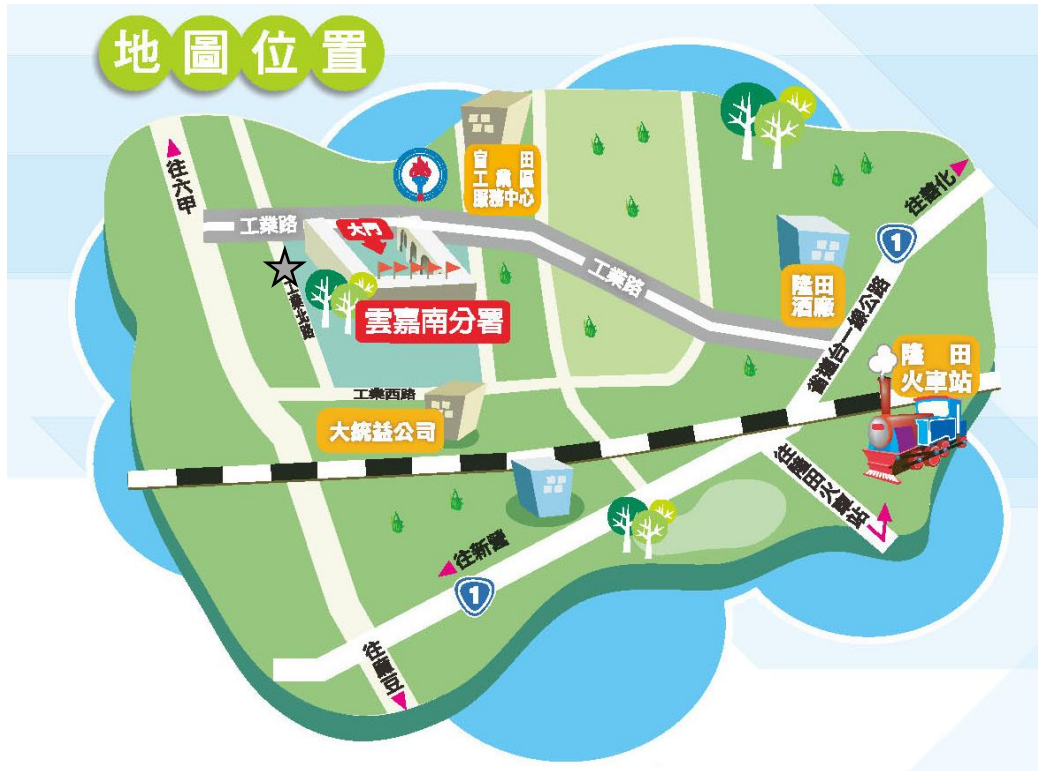 地圖位置
往六甲
官田
工業區
服務中心
往善化
1
工業路
大門
工業路
隆田
酒廠
工業北路
雲嘉南分署
省道台一線公路
隆田
火車站
工業西路
大統益公司
往隆田火車站
往新營
1
往麻豆